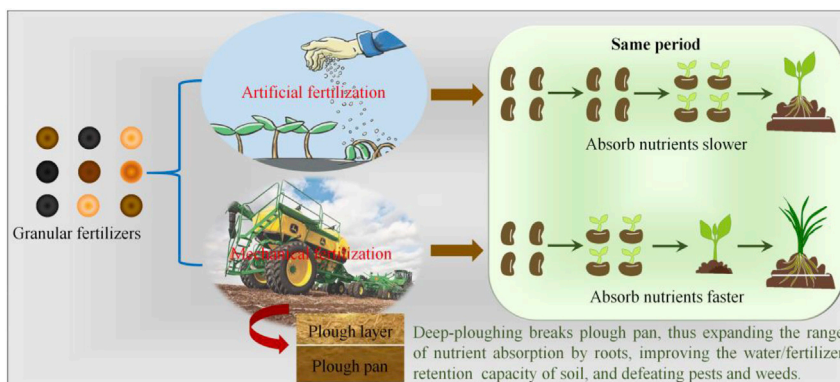 Same period
Artificial fertilization
Absorb nutrients slower
Granular fertilizers
Mechanical fertilization
Absorb nutrients faster
Plough layer
Plough pan
Deep-ploughing breaks plough pan, thus expanding the range
of nutrient absorption by roots, improving the water/fertilizer
retention capacity of soil, and defeating pests and weeds.